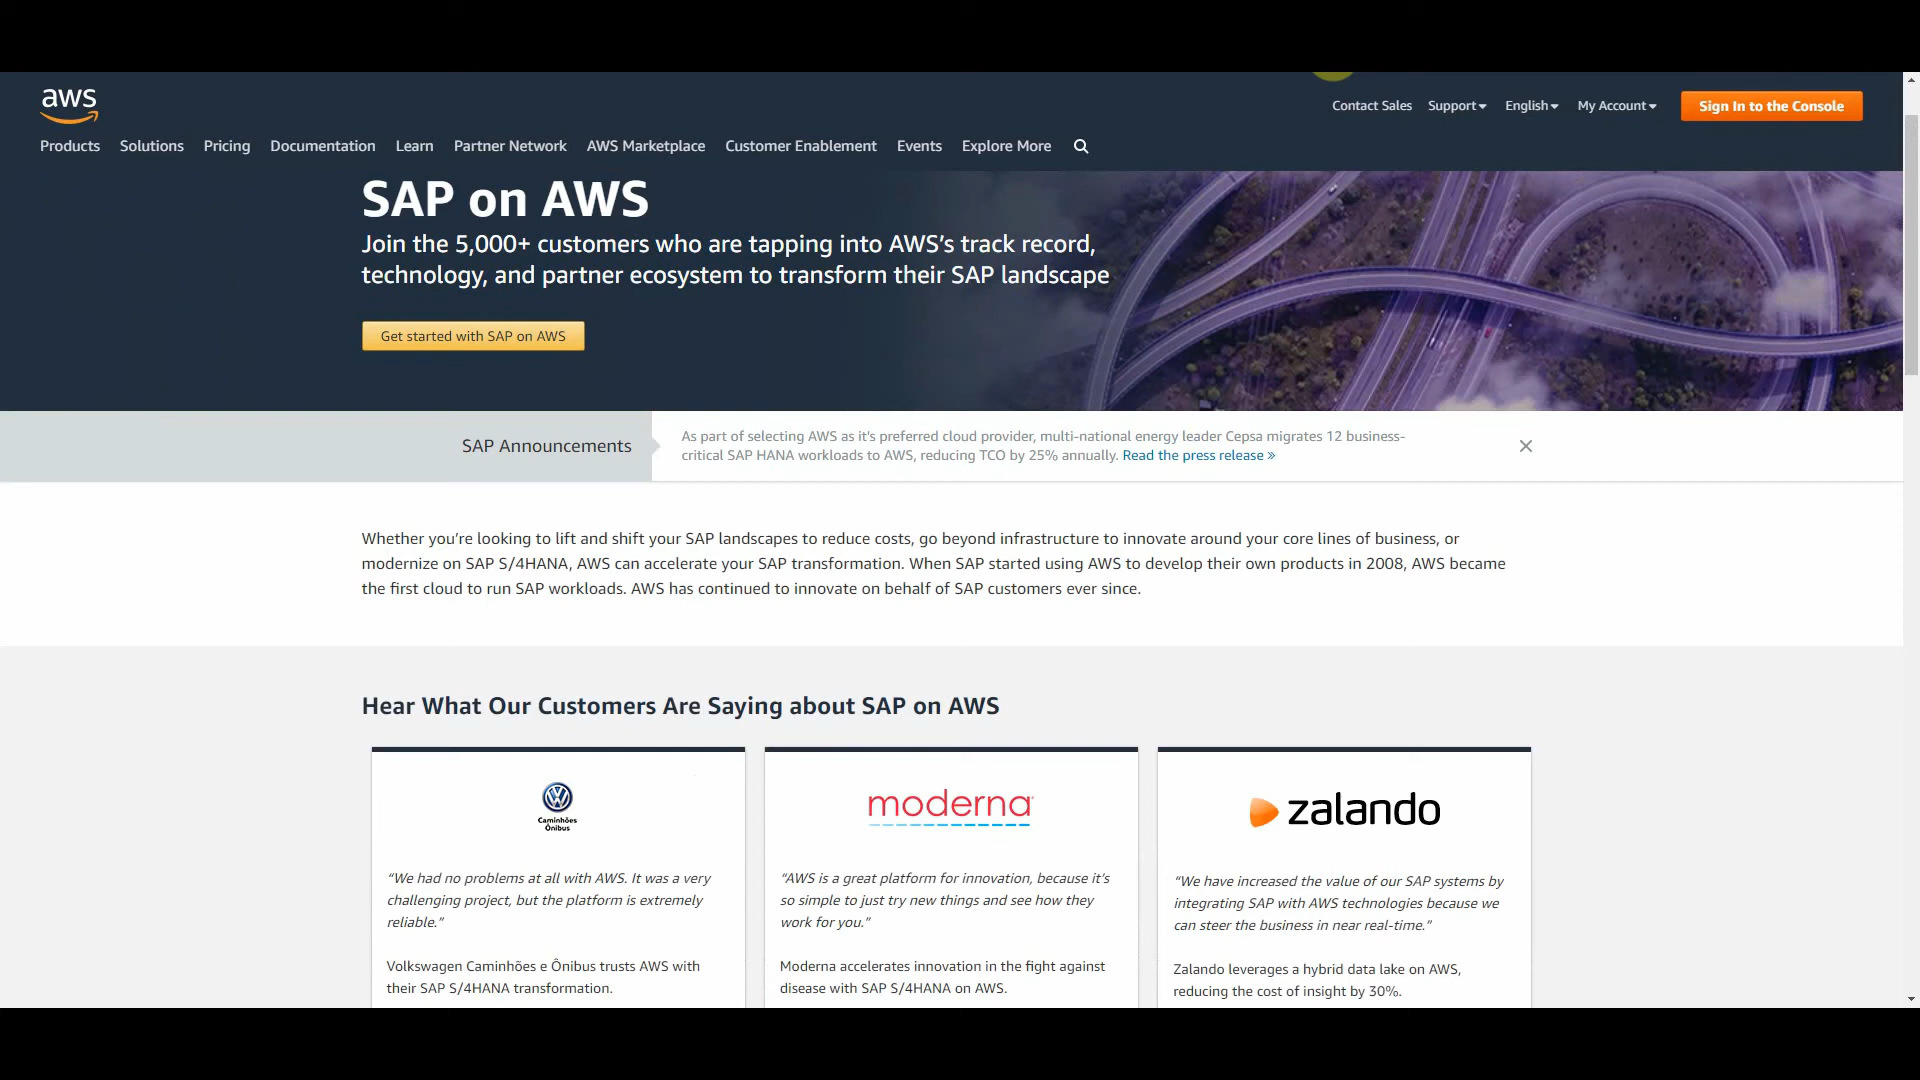 aws
Contact Sales Support English My Account Sign In to the Console
Products Solutions Pricing Documentation Learn Partner Network AWS Marketplace Customer Enablement Events Explore More
SAP on AWS
Join the 5,000+ customers who are tapping into AWS’s track record,
technology, and partner ecosystem to transform their SAP landscape
Get started with SAP on AWS
SAP Announcements
As part of selecting AWS as it's preferred cloud provider, multi-national energy leader Cepsa migrates 12 business-
critical SAP HANA workloads to AWS, reducing TCO by 25% annually. Read the press release »
Whether you’re looking to lift and shift your SAP landscapes to reduce costs, go beyond infrastructure to innovate around your core lines of business, or
modernize on SAP S/4HANA, AWS can accelerate your SAP transformation. When SAP started using AWS to develop their own products in 2008, AWS became
the first cloud to run SAP workloads. AWS has continued to innovate on behalf of SAP customers ever since.
Hear What Our Customers Are Saying about SAP on AWS
Caminhões
Ônibus
“We had no problems at all with AWS. It was a very
challenging project, but the platform is extremely
reliable.”
Volkswagen Caminhões e Ônibus trusts AWS with
their SAP S/4HANA transformation.
moderna
“AWS is a great platform for innovation, because it’s
so simple to just try new things and see how they
work for you.”
Moderna accelerates innovation in the fight against
disease with SAP S/4HANA on AWS.
zalando
“We have increased the value of our SAP systems by
integrating SAP with AWS technologies because we
can steer the business in near real-time.”
Zalando leverages a hybrid data lake on AWS,
reducing the cost of insight by 30%.